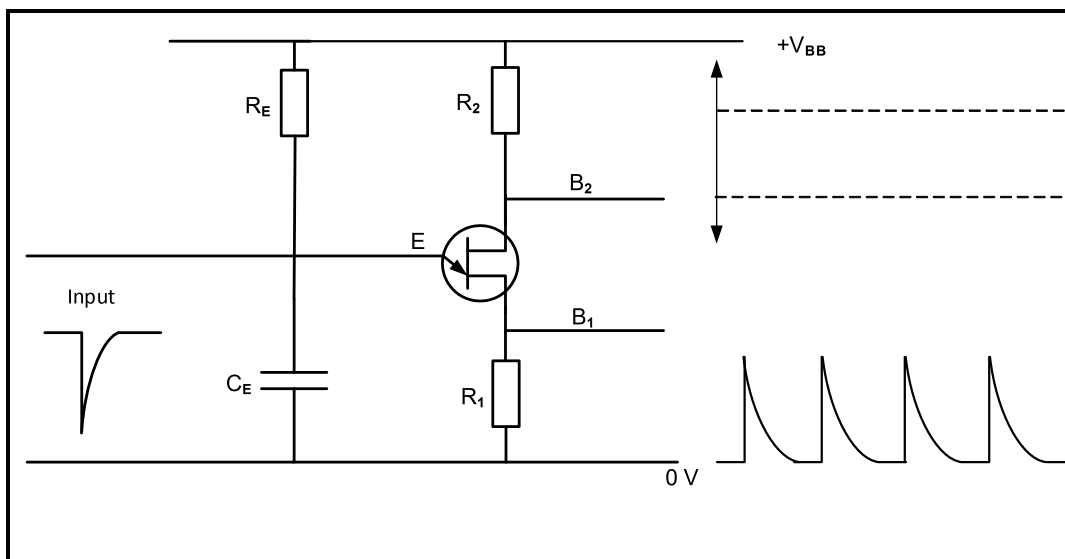 +V_BB
R_E
R_2
B_2
E
Input
B_1
C_E
R_1
0 V